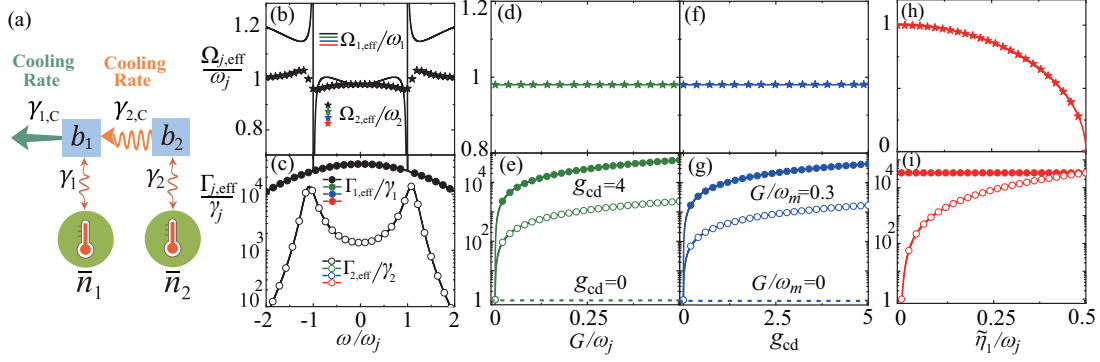 (a)
Cooling
Rate
Cooling
Rate
γ1,C
γ2,C
b1
b2
γ1
γ2
n̄1
n̄2
(b)
Ωj,eff/ωj
1.2
1
0.8
Ω1,eff/ω1
Ω2,eff/ω2
(c)
Γj,eff/γj
10^4
10^3
10^2
Γ1,eff/γ1
Γ2,eff/γ2
-2 -1 0 1 2
ω/ωj
(d)
1.2
1
0.8
(e)
10^4
10^2
1
gcd=4
gcd=0
0 0.25 0.5
G/ωj
(f)
(g)
G/ωm=0.3
G/ωm=0
0 2.5 5
gcd
(h)
1
0
(i)
10^4
10^2
1
0 0.25 0.5
η̃1/ωj